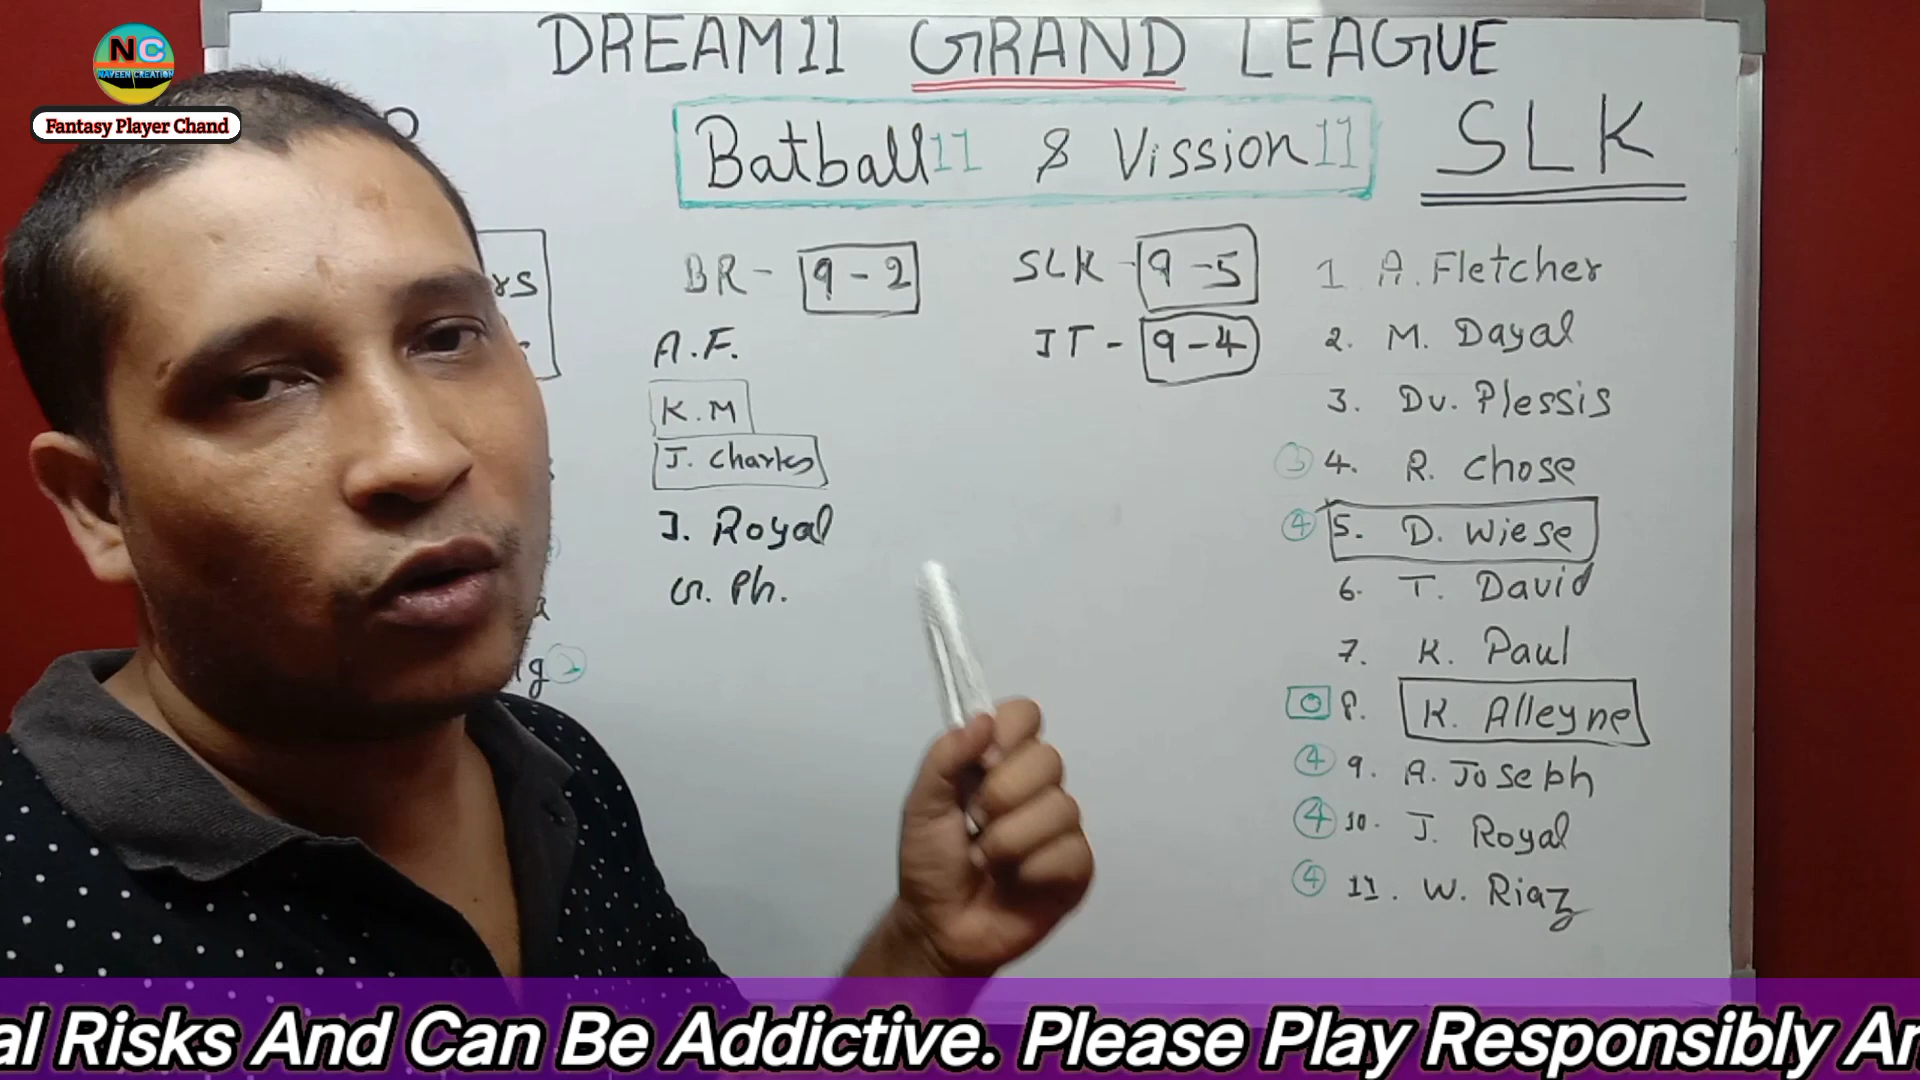 NC
NAVEEN CREATION
Fantasy Player Chand
DREAM11 GRAND LEAGUE
Batball11 & Vission11
SLK
BR - 9-2
A.F.
K.M
J. Charles
J. Royal
G. Ph.
SLK - 9-5
JT - 9-4
1 A. Fletcher
2. M. Dayal
3. Du. Plessis
3 4. R. Chose
4 5. D. Wiese
6. T. David
7. K. Paul
0 8. K. Alleyne
4 9. A. Joseph
4 10. J. Royal
4 11. W. Riaz
al Risks And Can Be Addictive. Please Play Responsibly An